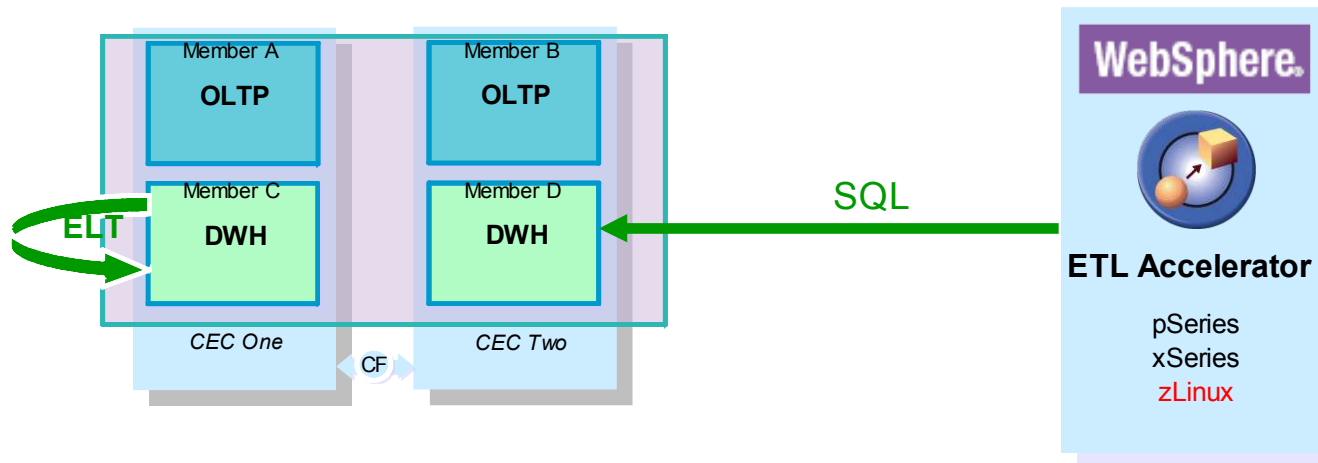 Member A
OLTP
Member B
OLTP
Member C
DWH
Member D
DWH
ELT
CEC One
CEC Two
CF
SQL
WebSphere®
ETL Accelerator
pSeries
xSeries
zLinux